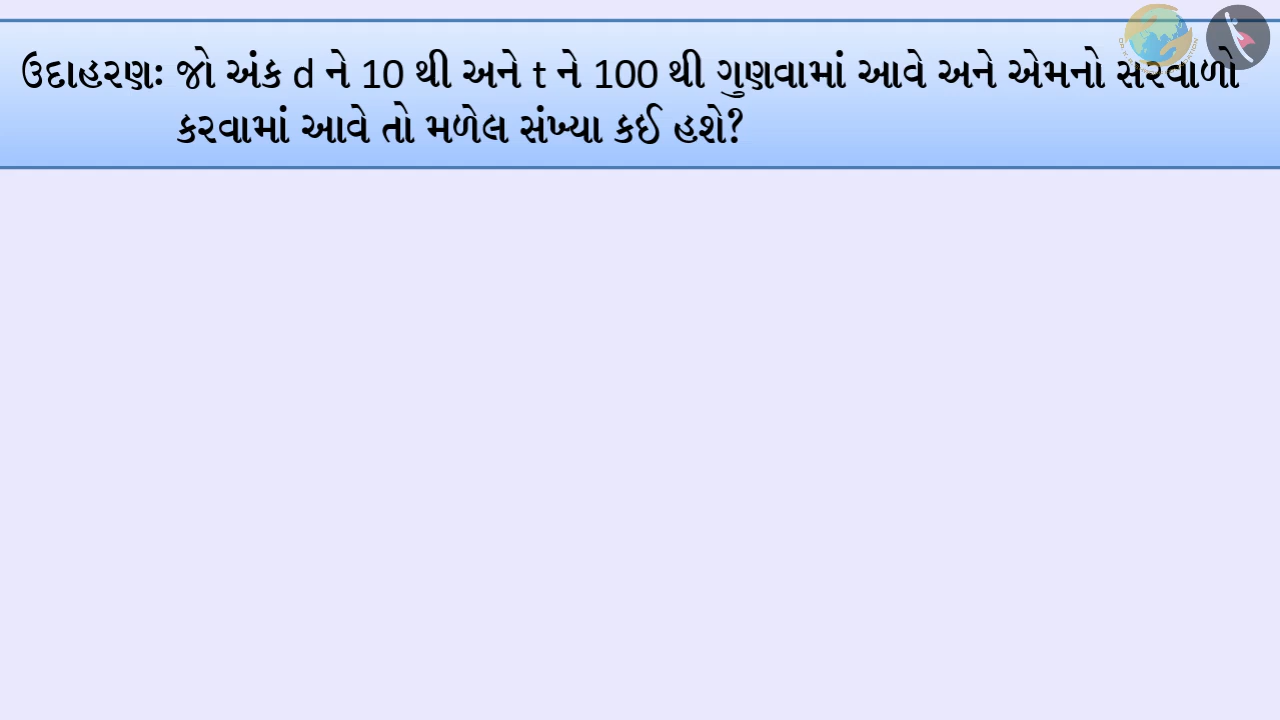 ઉદાહરણઃ જો અંક d ને 10 થી અને t ને 100 થી ગુણવામાં આવે અને એમનો સરવાળો
કરવામાં આવે તો મળેલ સંખ્યા કઈ હશે?